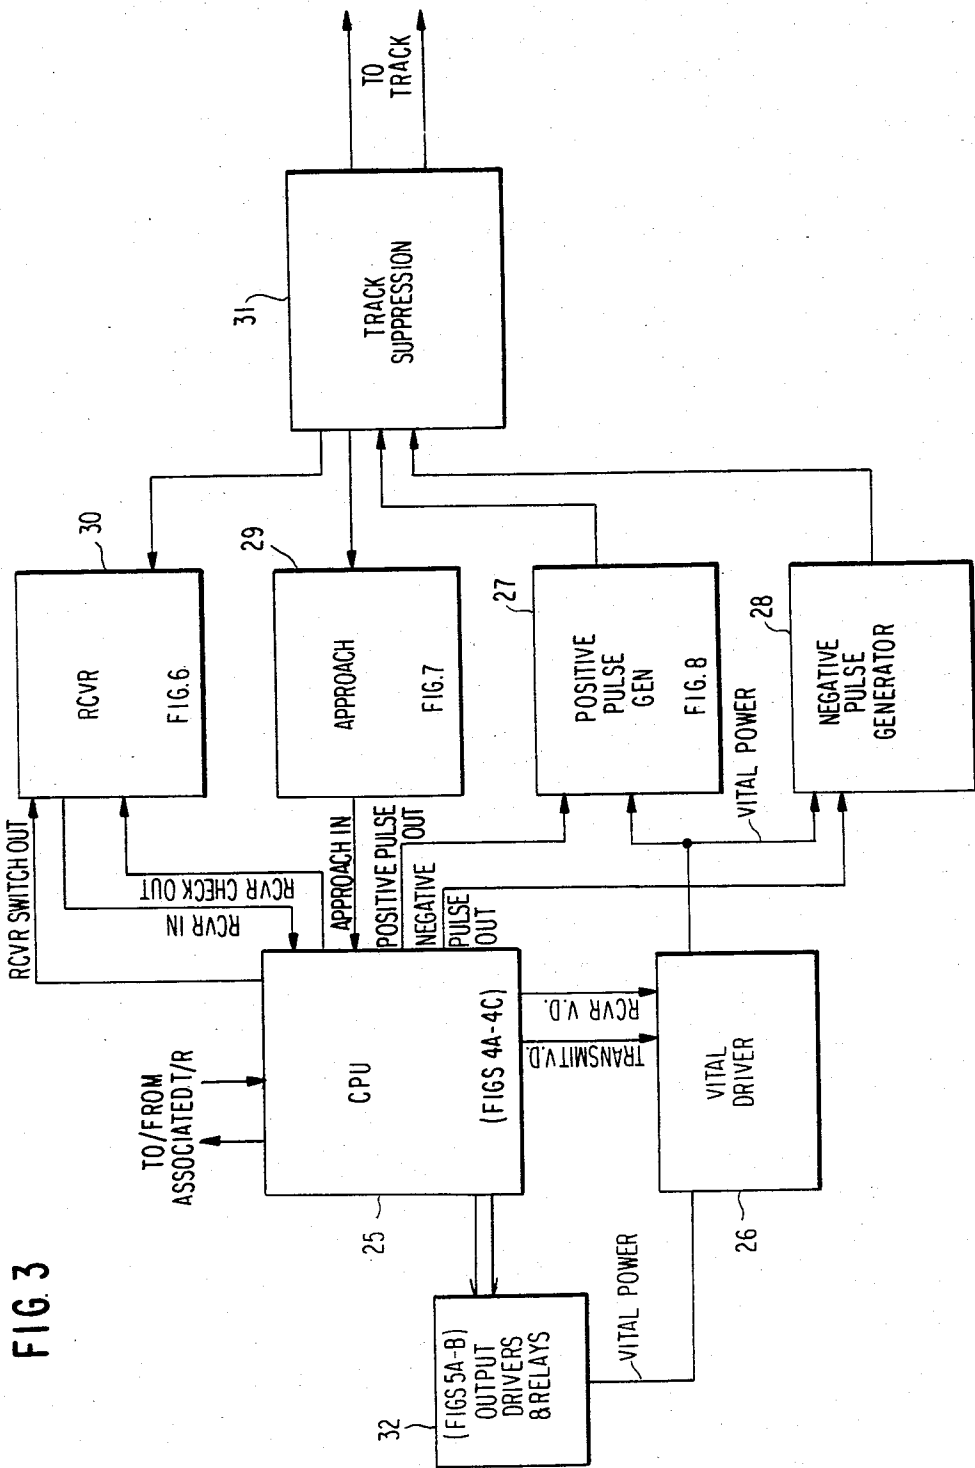 FIG. 3
TO/FROM
ASSOCIATED T/R
RCVR SWITCH OUT
RCVR IN
RCVR CHECK OUT
RCVR
FIG. 6
30
APPROACH IN
APPROACH
FIG. 7
29
POSITIVE PULSE
OUT
NEGATIVE
PULSE
OUT
POSITIVE
PULSE
GEN
FIG. 8
27
NEGATIVE
PULSE
GENERATOR
28
VITAL POWER
TRACK
SUPPRESSION
31
TO
TRACK
CPU
(FIGS 4A-4C)
25
TRANSMIT V.D.
RCVR V.D.
VITAL
DRIVER
26
VITAL POWER
(FIGS 5A-B)
OUTPUT
DRIVERS
& RELAYS
32